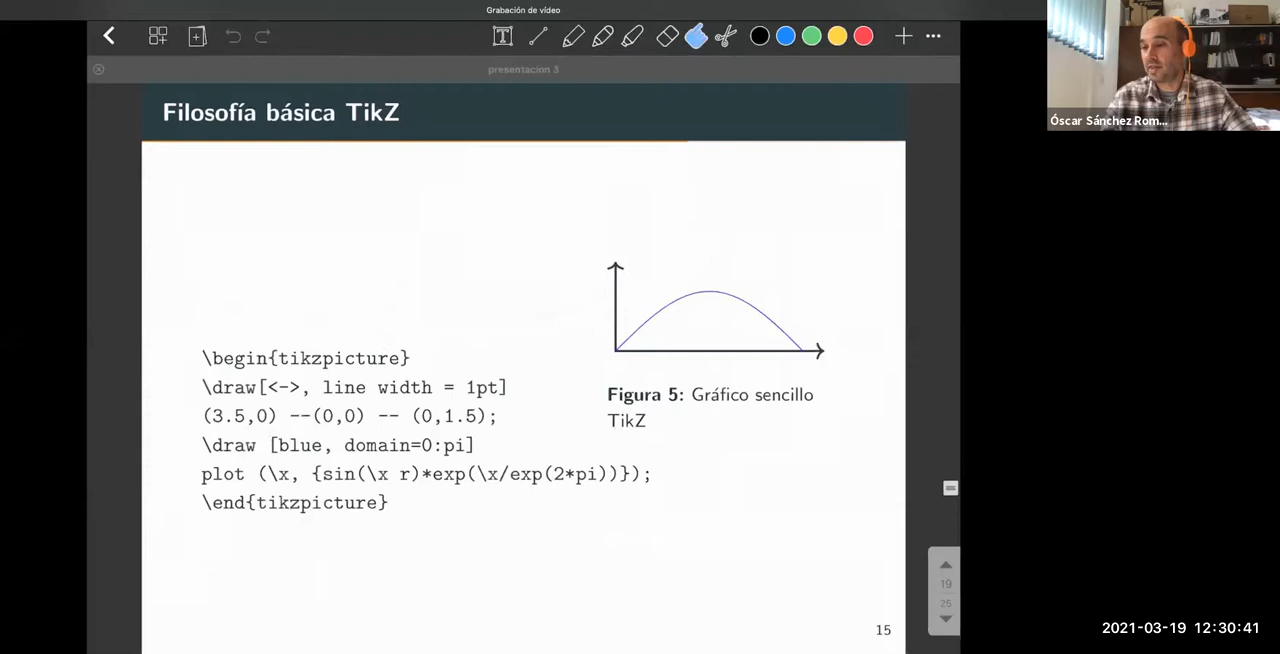 Grabación de vídeo
presentacion 3
Óscar Sánchez Rom...
Filosofía básica TikZ
\begin{tikzpicture}
\draw[<->, line width = 1pt]
(3.5,0) --(0,0) -- (0,1.5);
\draw [blue, domain=0:pi]
plot (\x, {sin(\x r)*exp(\x/exp(2*pi))});
\end{tikzpicture}
Figura 5: Gráfico sencillo
TikZ
19
25
15
2021-03-19 12:30:41